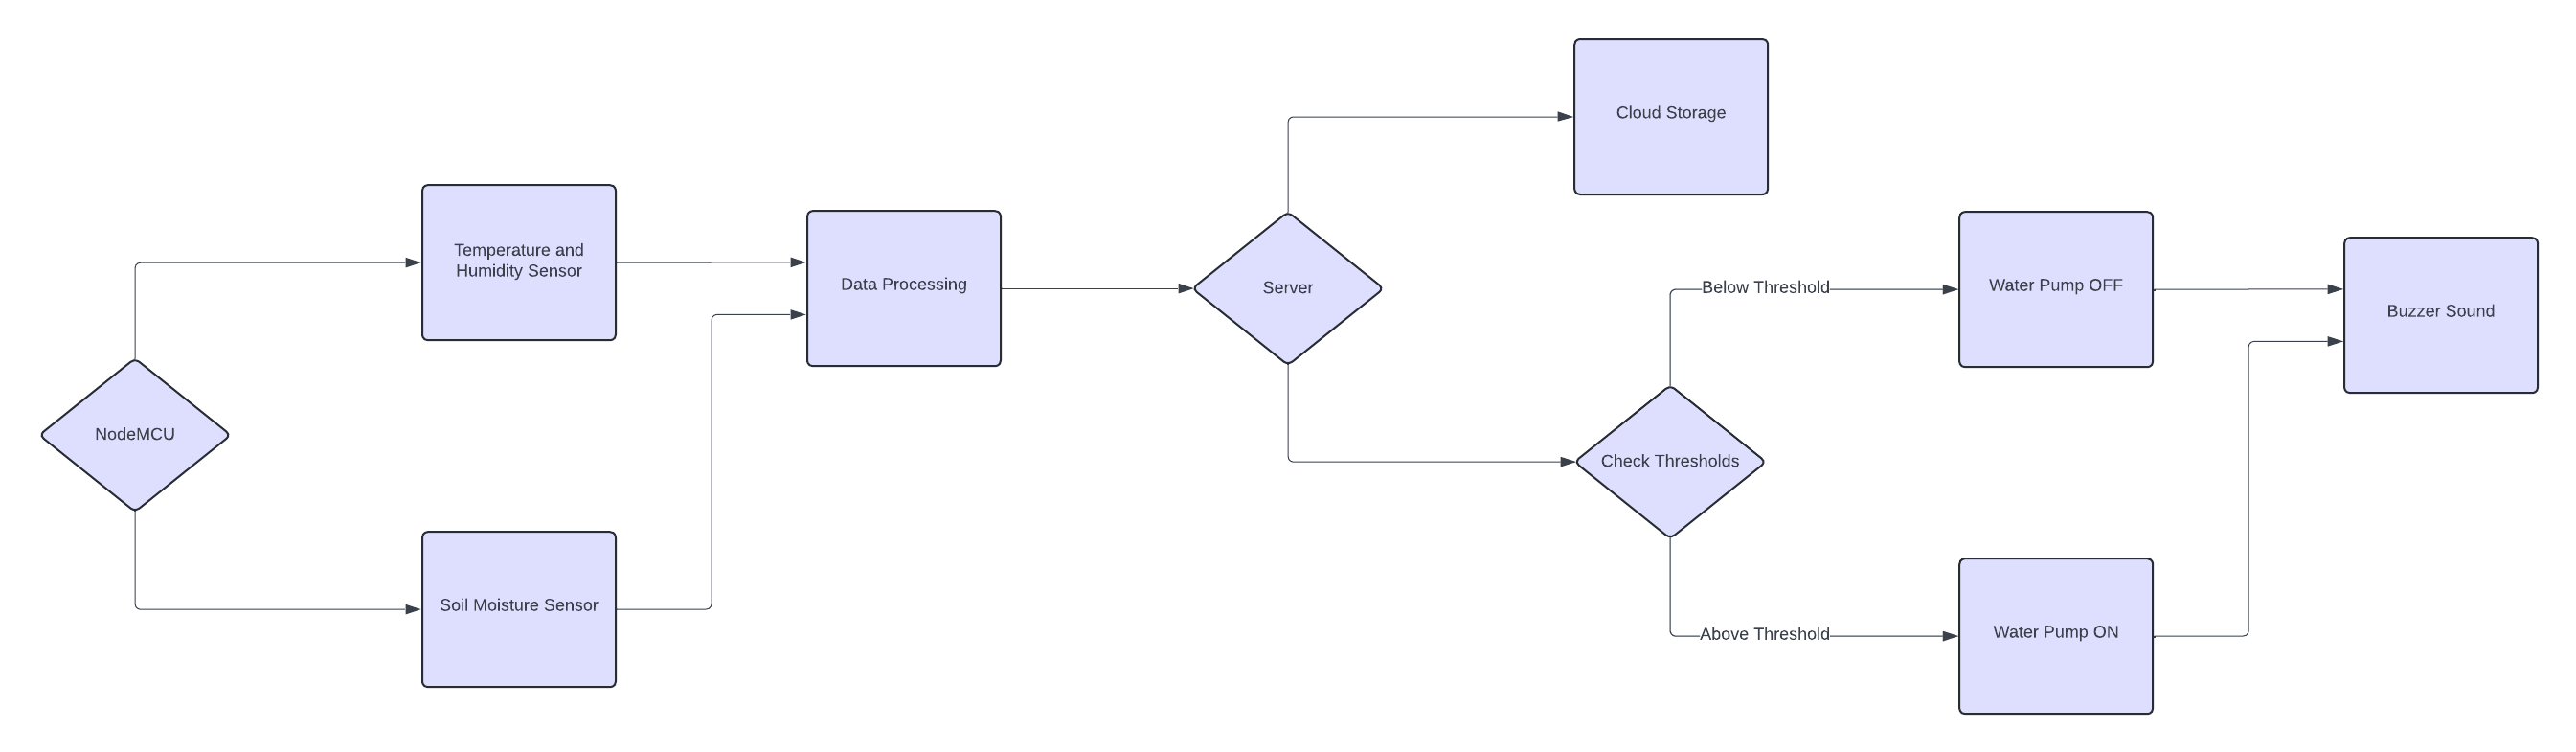 Cloud Storage
Temperature and
Humidity Sensor
Data Processing
Server
Below Threshold
Water Pump OFF
Buzzer Sound
NodeMCU
Check Thresholds
Soil Moisture Sensor
Above Threshold
Water Pump ON